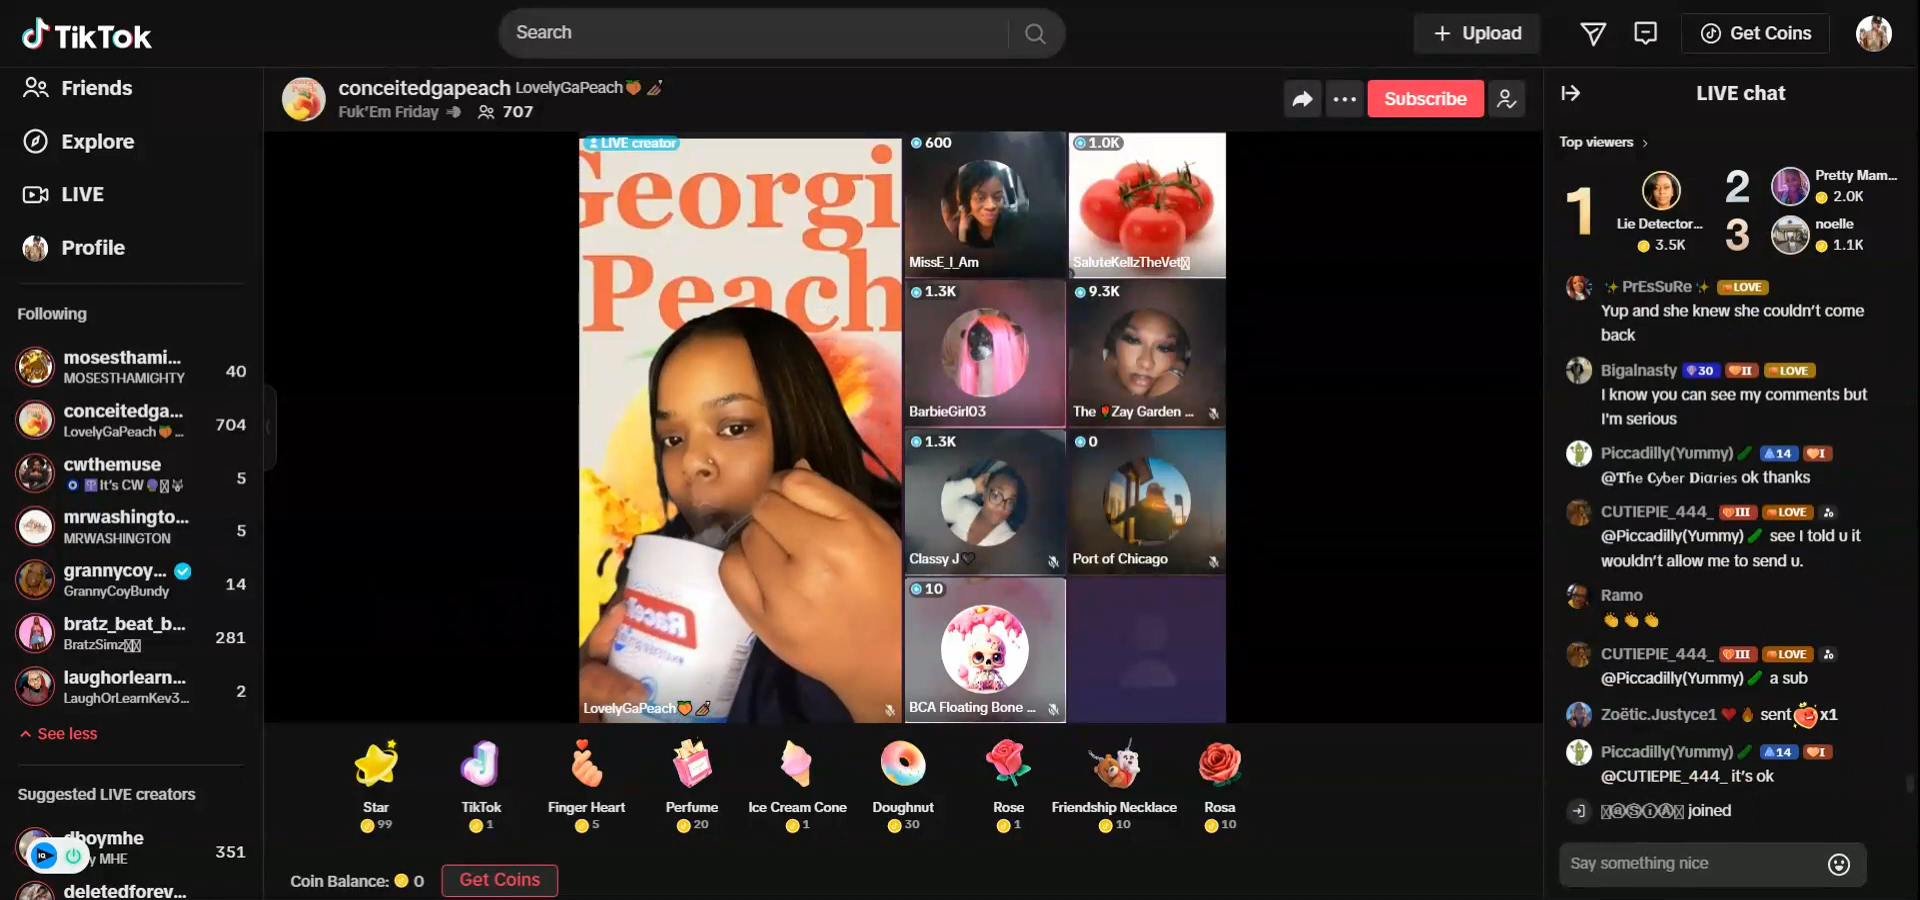 TikTok
Search
Upload
Get Coins
Friends
Explore
LIVE
Profile
Following
mosesthami...
MOSESTHAMIGHTY
40
conceitedga...
LovelyGaPeach🍑...
704
cwthemuse
It's CW
5
mrwashingto...
MRWASHINGTON
5
grannycoy...
GrannyCoyBundy
14
bratz_beat_b...
BratzSimz
281
laughorlearn...
LaughOrLearnKev3...
2
See less
Suggested LIVE creators
dboymhe
y MHE
351
deletedforev...
conceitedgapeach LovelyGaPeach🍑
Fuk'Em Friday 707
Subscribe
LIVE creator
Georgi
Peach
LovelyGaPeach🍑
600
MissE_I_Am
1.0K
SaluteKellzTheVet
1.3K
BarbieGirl03
9.3K
The 🌹Zay Garden ...
1.3K
Classy J🖤
0
Port of Chicago
10
BCA Floating Bone ...
Star
99
TikTok
1
Finger Heart
5
Perfume
20
Ice Cream Cone
1
Doughnut
30
Rose
1
Friendship Necklace
10
Rosa
10
Coin Balance: 0
Get Coins
LIVE chat
Top viewers >
1
Lie Detector...
3.5K
2
Pretty Mam...
2.0K
3
noelle
1.1K
✨PrEsSuRe✨ LOVE
Yup and she knew she couldn't come
back
Bigalnasty 30 II LOVE
I know you can see my comments but
I'm serious
Piccadilly(Yummy)🥒 14 I
@The Cyber Diaries ok thanks
CUTIEPIE_444_ III LOVE
@Piccadilly(Yummy)🥒 see I told u it
wouldn't allow me to send u.
Ramo
👏👏👏
CUTIEPIE_444_ III LOVE
@Piccadilly(Yummy)🥒 a sub
Zoëtic.Justyce1❤️🔥 sent x1
Piccadilly(Yummy)🥒 14 I
@CUTIEPIE_444_ it's ok
joined
Say something nice